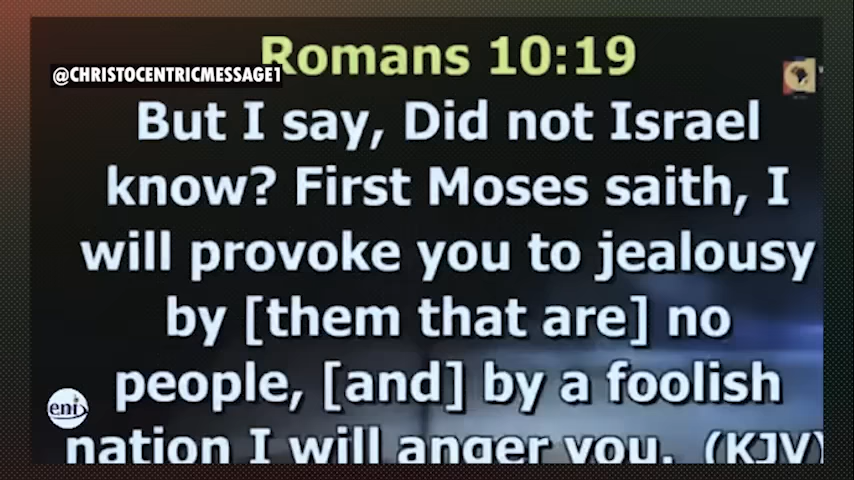 Romans 10:19
@CHRISTOCENTRICMESSAGE1
But I say, Did not Israel
know? First Moses saith, I
will provoke you to jealousy
by [them that are] no
people, [and] by a foolish
eni
nation I will anger you. (KJV)